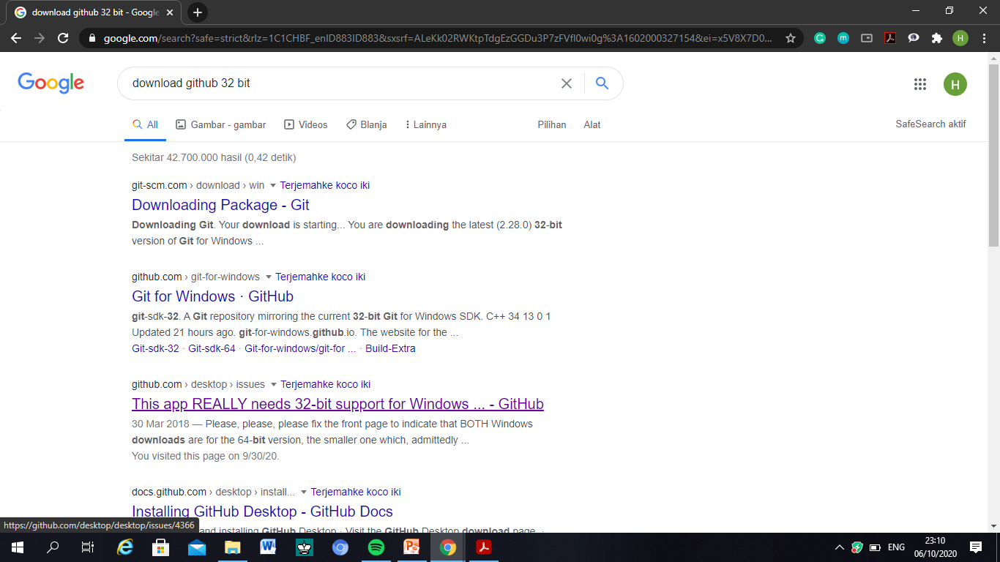 download github 32 bit - Google
google.com/search?safe=strict&rlz=1C1CHBF_enID883ID883&sxsrf=ALeKk02RWKtpTdgEzGGDu3P7zFVfl0wi0g%3A1602000327154&ei=x5V8X7D0...
H
Google
download github 32 bit
H
All
Gambar - gambar
Videos
Blanja
Lainnya
Pilihan
Alat
SafeSearch aktif
Sekitar 42.700.000 hasil (0,42 detik)
git-scm.com › download › win Terjemahke koco iki
Downloading Package - Git
Downloading Git. Your download is starting... You are downloading the latest (2.28.0) 32-bit
version of Git for Windows ...
github.com › git-for-windows Terjemahke koco iki
Git for Windows · GitHub
git-sdk-32. A Git repository mirroring the current 32-bit Git for Windows SDK. C++ 34 13 0 1
Updated 21 hours ago. git-for-windows.github.io. The website for the ...
Git-sdk-32 · Git-sdk-64 · Git-for-windows/git-for ... · Build-Extra
github.com › desktop › issues Terjemahke koco iki
This app REALLY needs 32-bit support for Windows ... - GitHub
30 Mar 2018 — Please, please, please fix the front page to indicate that BOTH Windows
downloads are for the 64-bit version, the smaller one which, admittedly ...
You visited this page on 9/30/20.
docs.github.com › desktop › install... Terjemahke koco iki
Installing GitHub Desktop - GitHub Docs
and installing GitHub Desktop · Visit the GitHub Desktop download page. ·
https://github.com/desktop/desktop/issues/4366
ENG
23:10
06/10/2020